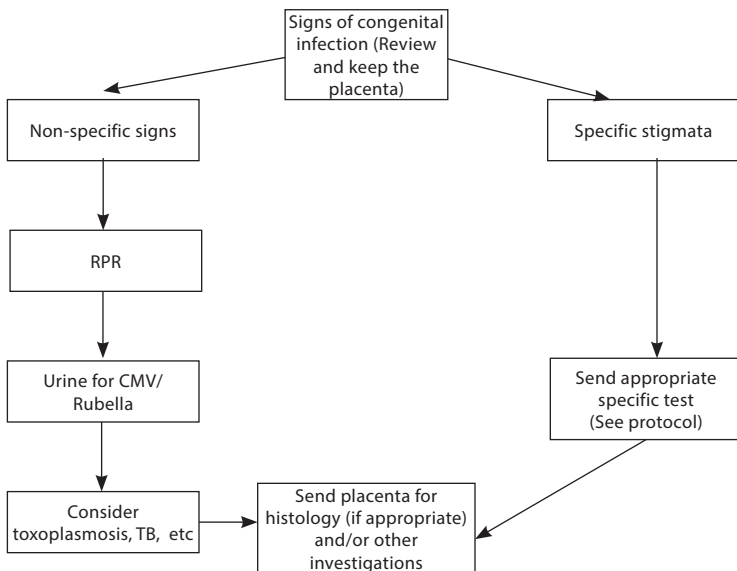 Signs of congenital
infection (Review
and keep the
placenta)
Non-specific signs
Specific stigmata
RPR
Urine for CMV/
Rubella
Send appropriate
specific test
(See protocol)
Consider
toxoplasmosis, TB, etc
Send placenta for
histology (if appropriate)
and/or other
investigations